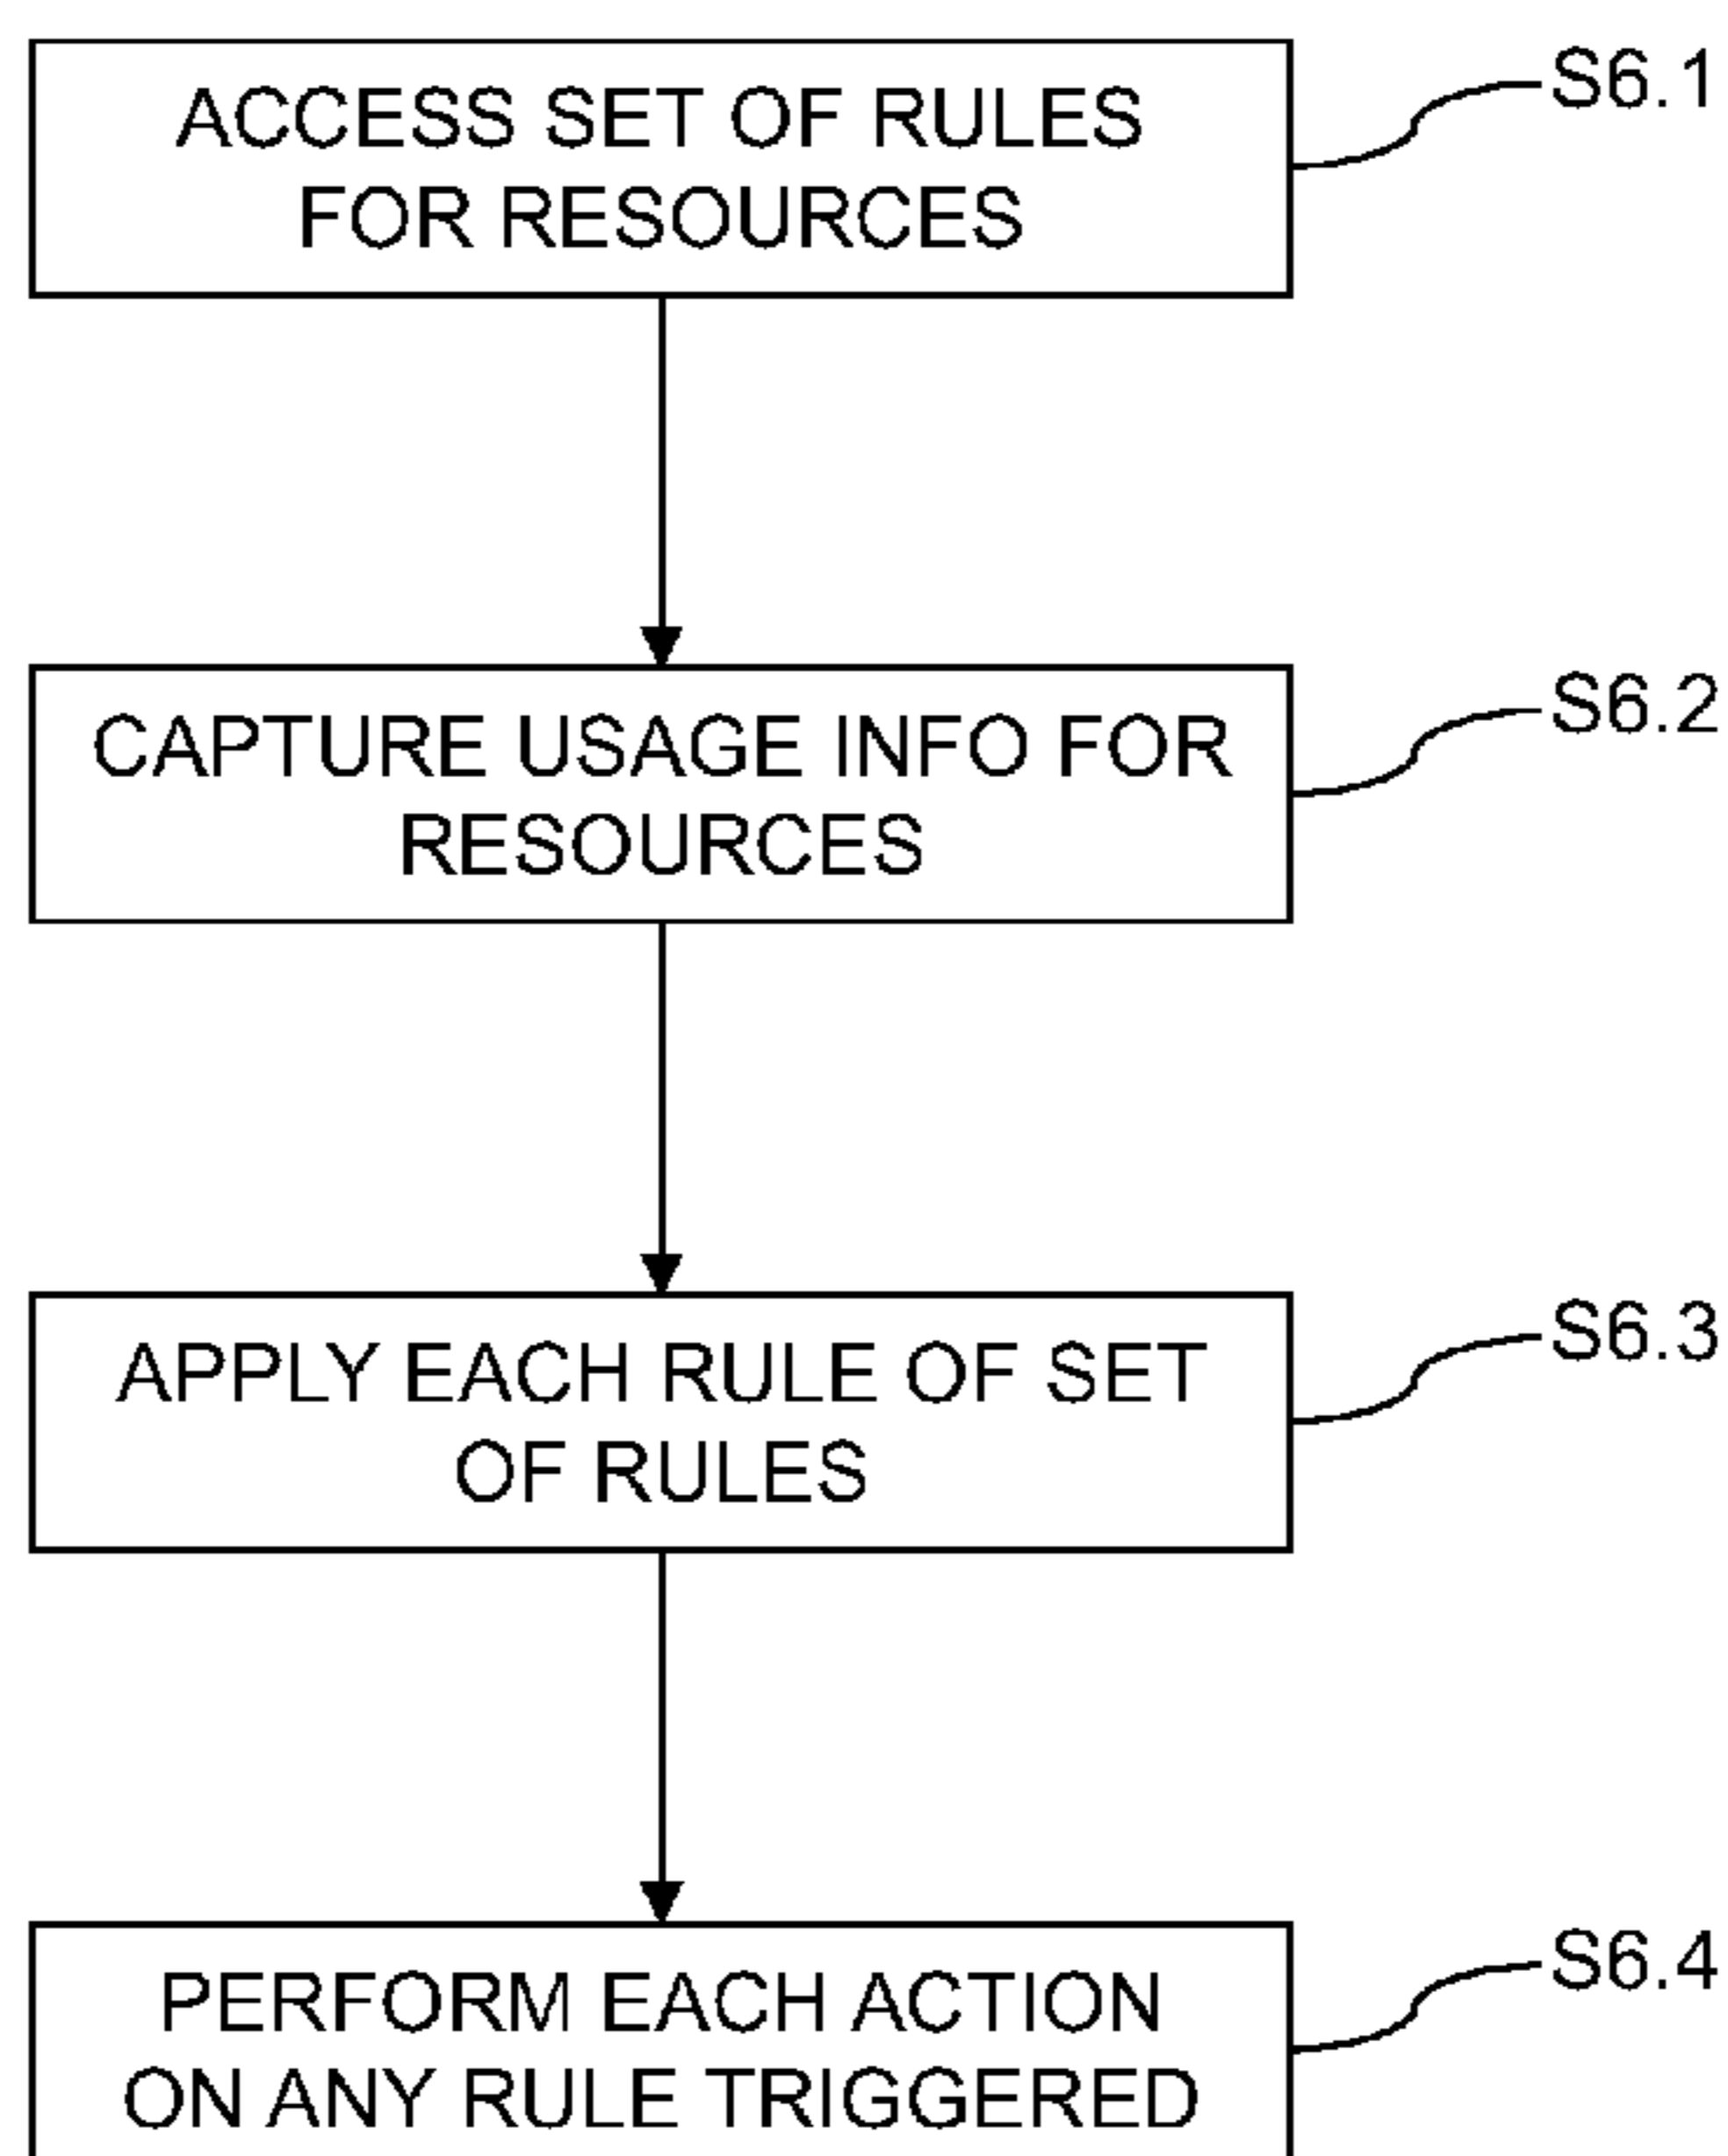 ACCESS SET OF RULES
FOR RESOURCES
S6.1
CAPTURE USAGE INFO FOR
RESOURCES
S6.2
APPLY EACH RULE OF SET
OF RULES
S6.3
PERFORM EACH ACTION
ON ANY RULE TRIGGERED
S6.4